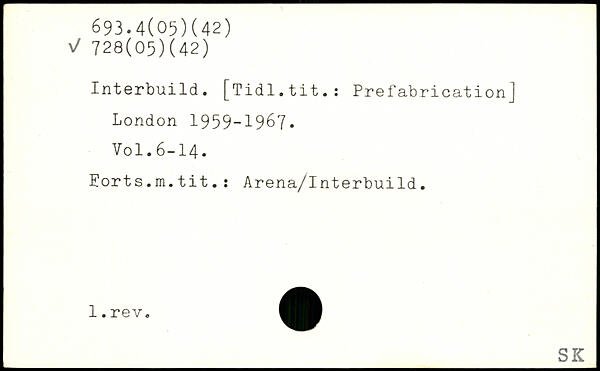 693.4(05)(42)
√ 728(05)(42)
Interbuild. [Tidl.tit.: Prefabrication]
London 1959-1967.
Vol.6-14.
Forts.m.tit.: Arena/Interbuild.
1.rev.
SK